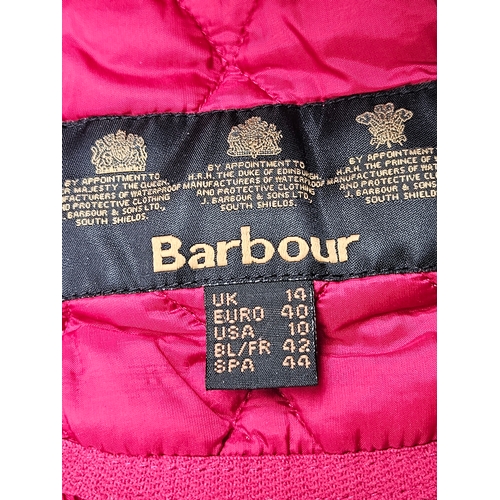 BY APPOINTMENT TO
MAJESTY THE QUEEN
MANUFACTURERS OF WATERPROOF
AND PROTECTIVE CLOTHING
J. BARBOUR & SONS LTD.,
SOUTH SHIELDS.
BY APPOINTMENT TO
H.R.H. THE DUKE OF EDINBURGH
MANUFACTURERS OF WATERPROOF
AND PROTECTIVE CLOTHING
J. BARBOUR & SONS LTD.,
SOUTH SHIELDS.
BY APPOINTMENT TO
H.R.H. THE PRINCE OF
MANUFACTURERS OF WATERPROOF
AND PROTECTIVE
J. BARBOUR & SONS
SOUTH SHIELDS.
Barbour
UK 14
EURO 40
USA 10
BL/FR 42
SPA 44